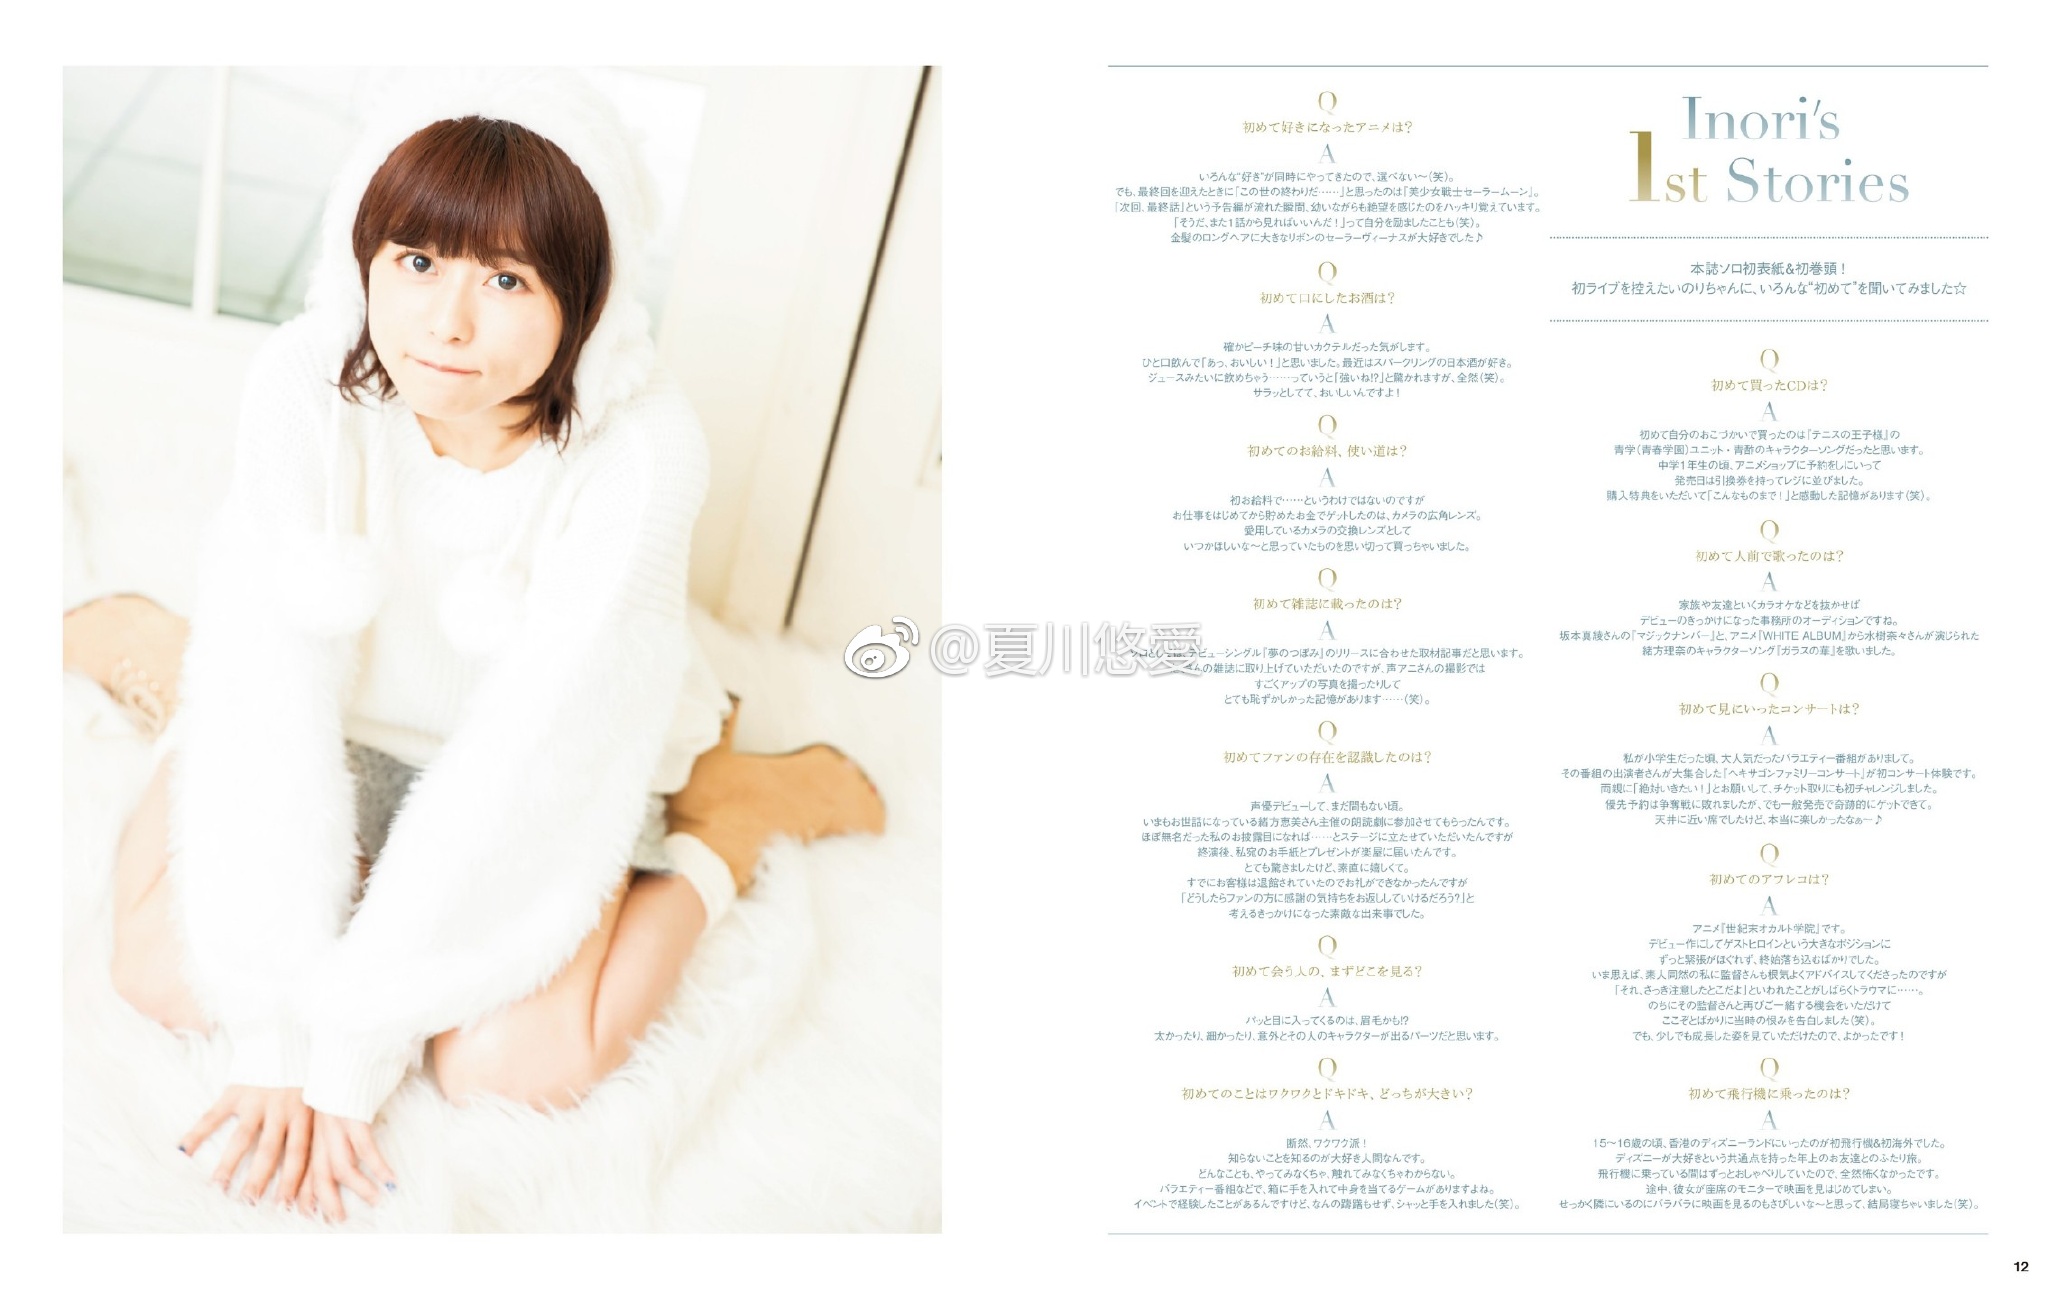 Inori's
1st Stories
本誌ソロ初表紙&初巻頭！
初ライブを控えたいのりちゃんに、いろんな“初めて”を聞いてみました☆
Q
初めて買ったCDは？
A
初めて自分のおこづかいで買ったのは『テニスの王子様』の
青学（青春学園）ユニット・青酢のキャラクターソングだったと思います。
中学1年生の頃、アニメショップに予約をしにいって
発売日は引換券を持ってレジに並びました。
購入特典をいただいて「こんなものまで！」と感動した記憶があります（笑）。
Q
初めて人前で歌ったのは？
A
家族や友達といくカラオケなどを抜かせば
デビューのきっかけになった事務所のオーディションですね。
坂本真綾さんの『マジックナンバー』と、アニメ『WHITE ALBUM』から水樹奈々さんが演じられた
緒方理奈のキャラクターソング『ガラスの華』を歌いました。
Q
初めて見にいったコンサートは？
A
私が小学生だった頃、大人気だったバラエティー番組がありまして。
その番組の出演者さんが大集合した『ヘキサゴンファミリーコンサート』が初コンサート体験です。
両親に「絶対いきたい！」とお願いして、チケット取りにも初チャレンジしました。
優先予約は争奪戦に敗れましたが、でも一般発売で奇跡的にゲットできて。
天井に近い席でしたけど、本当に楽しかったなぁー♪
Q
初めてのアフレコは？
A
アニメ『世紀末オカルト学院』です。
デビュー作にしてゲストヒロインという大きなポジションに
ずっと緊張がほぐれず、終始落ち込むばかりでした。
いま思えば、素人同然の私に監督さんも根気よくアドバイスしてくださったのですが
「それ、さっき注意したとこだよ」といわれたことがしばらくトラウマに……。
のちにその監督さんと再びご一緒する機会をいただけて
ここぞとばかりに当時の恨みを告白しました（笑）。
でも、少しでも成長した姿を見ていただけたので、よかったです！
Q
初めて飛行機に乗ったのは？
A
15〜16歳の頃、香港のディズニーランドにいったのが初飛行機&初海外でした。
ディズニーが大好きという共通点を持った年上のお友達とのふたり旅。
飛行機に乗っている間はずっとおしゃべりしていたので、全然怖くなかったです。
途中、彼女が座席のモニターで映画を見はじめてしまい。
せっかく隣にいるのにバラバラに映画を見るのもさびしいな〜と思って、結局寝ちゃいました（笑）。
Q
初めて好きになったアニメは？
A
いろんな“好き”が同時にやってきたので、選べない〜（笑）。
でも、最終回を迎えたときに「この世の終わりだ……」と思ったのは『美少女戦士セーラームーン』。
「次回、最終話」という予告編が流れた瞬間、幼いながらも絶望を感じたのをハッキリ覚えています。
「そうだ、また1話から見ればいいんだ！」って自分を励ましたことも（笑）。
金髪のロングヘアに大きなリボンのセーラーヴィーナスが大好きでした♪
Q
初めて口にしたお酒は？
A
確かピーチ味の甘いカクテルだった気がします。
ひと口飲んで「あっ、おいしい！」と思いました。最近はスパークリングの日本酒が好き。
ジュースみたいに飲めちゃう……っていうと「強いね!?」と驚かれますが、全然（笑）。
サラッとしてて、おいしいんですよ！
Q
初めてのお給料、使い道は？
A
初お給料で……というわけではないのですが
お仕事をはじめてから貯めたお金でゲットしたのは、カメラの広角レンズ。
愛用しているカメラの交換レンズとして
いつかほしいな〜と思っていたものを思い切って買っちゃいました。
Q
初めて雑誌に載ったのは？
A
デビューシングル『夢のつぼみ』のリリースに合わせた取材記事だと思います。
さんの雑誌に取り上げていただいたのですが、声アニさんの撮影では
すごくアップの写真を撮ったりして
とても恥ずかしかった記憶があります……（笑）。
Q
初めてファンの存在を認識したのは？
A
声優デビューして、まだ間もない頃。
いまもお世話になっている緒方恵美さん主催の朗読劇に参加させてもらったんです。
ほぼ無名だった私のお披露目になれば……とステージに立たせていただいたんですが
終演後、私宛のお手紙とプレゼントが楽屋に届いたんです。
とても驚きましたけど、素直に嬉しくて。
すでにお客様は退館されていたのでお礼ができなかったんですが
「どうしたらファンの方に感謝の気持ちをお返ししていけるだろう？」と
考えるきっかけになった素敵な出来事でした。
Q
初めて会う人の、まずどこを見る？
A
パッと目に入ってくるのは、眉毛かも!?
太かったり、細かったり、意外とその人のキャラクターが出るパーツだと思います。
Q
初めてのことはワクワクとドキドキ、どっちが大きい？
A
断然、ワクワク派！
知らないことを知るのが大好き人間なんです。
どんなことも、やってみなくちゃ、触れてみなくちゃわからない。
バラエティー番組などで、箱に手を入れて中身を当てるゲームがありますよね。
イベントで経験したことがあるんですけど、なんの躊躇もせず、シャッと手を入れました（笑）。
@夏川悠愛
12